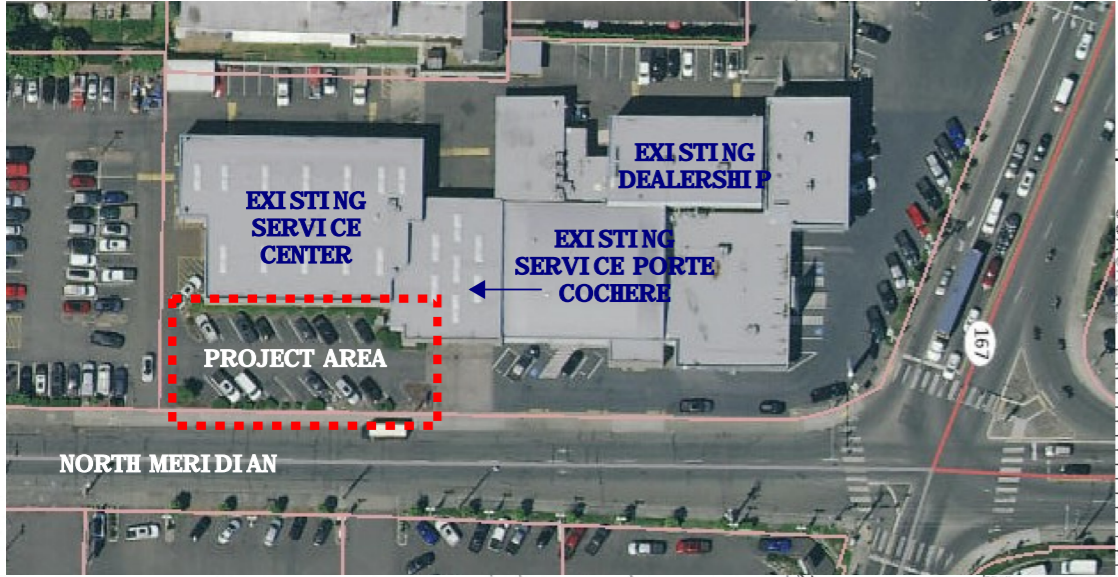 EXISTING
DEALERSHIP
EXISTING
SERVICE
CENTER
EXISTING
SERVICE PORTE
COCHERE
PROJECT AREA
167
NORTH MERIDIAN